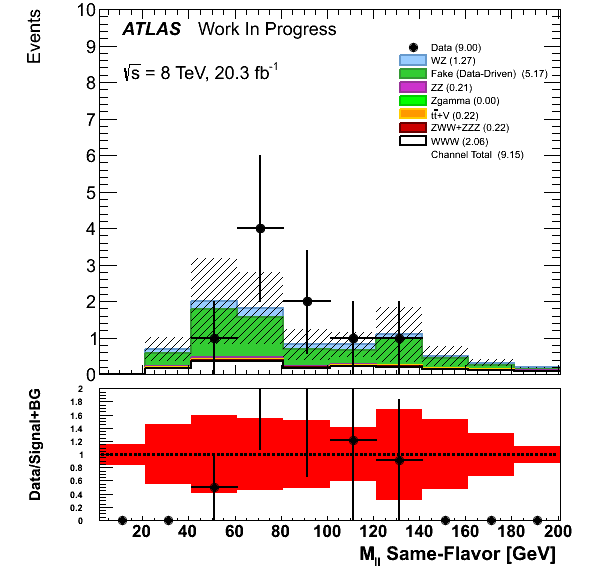 Events
10
9
8
7
6
5
4
3
2
1
0
ATLAS Work In Progress
√s = 8 TeV, 20.3 fb⁻¹
Data (9.00)
WZ (1.27)
Fake (Data-Driven) (5.17)
ZZ (0.21)
Zgamma (0.00)
tt̄+V (0.22)
ZWW+ZZZ (0.22)
WWW (2.06)
Channel Total (9.15)
Data/Signal+BG
2
1.8
1.6
1.4
1.2
1
0.8
0.6
0.4
0.2
0
20 40 60 80 100 120 140 160 180 200
M_ll Same-Flavor [GeV]